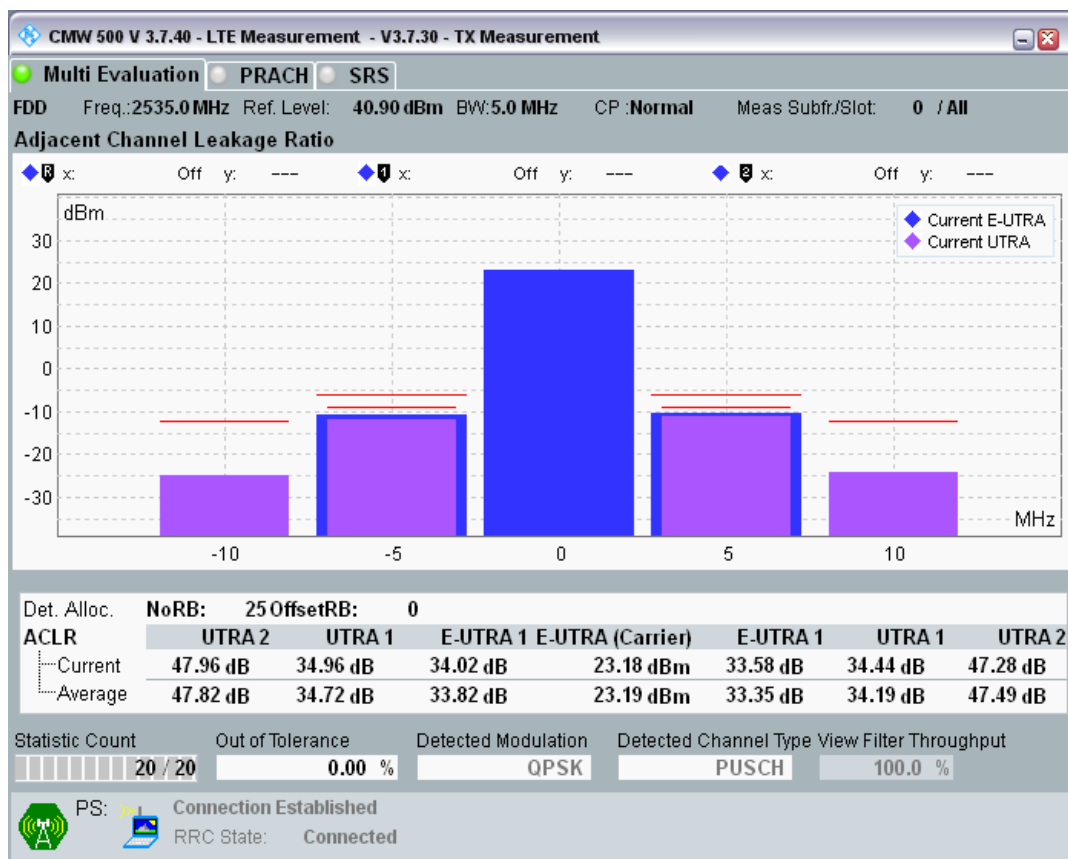 CMW 500 V 3.7.40 - LTE Measurement - V3.7.30 - TX Measurement
Multi Evaluation PRACH SRS
FDD Freq.:2535.0 MHz Ref. Level: 40.90 dBm BW:5.0 MHz CP :Normal Meas Subfr./Slot: 0 / All
Adjacent Channel Leakage Ratio
R x: Off y: --- 1 x: Off y: --- 2 x: Off y: ---
dBm
Current E-UTRA
Current UTRA
30
20
10
0
-10
-20
-30
MHz
-10 -5 0 5 10
Det. Alloc. NoRB: 25 OffsetRB: 0
ACLR UTRA 2 UTRA 1 E-UTRA 1 E-UTRA (Carrier) E-UTRA 1 UTRA 1 UTRA 2
Current 47.96 dB 34.96 dB 34.02 dB 23.18 dBm 33.58 dB 34.44 dB 47.28 dB
Average 47.82 dB 34.72 dB 33.82 dB 23.19 dBm 33.35 dB 34.19 dB 47.49 dB
Statistic Count Out of Tolerance Detected Modulation Detected Channel Type View Filter Throughput
20 / 20 0.00 % QPSK PUSCH 100.0 %
PS: Connection Established
RRC State: Connected